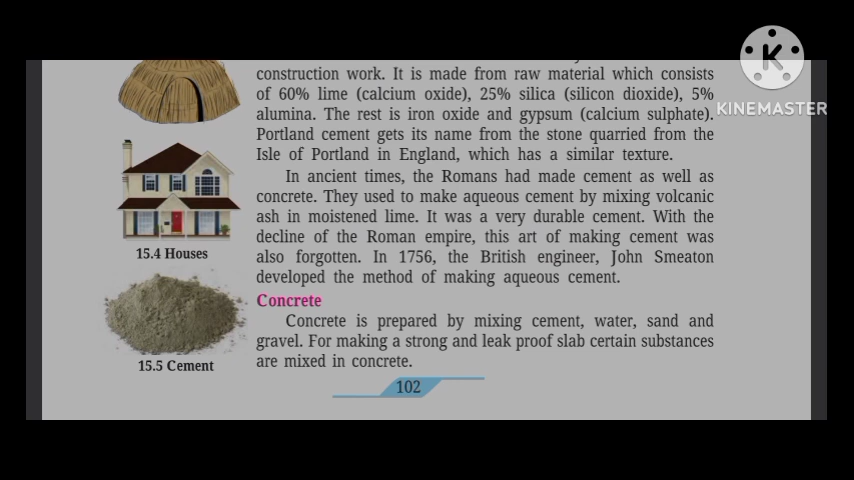 construction work. It is made from raw material which consists
of 60% lime (calcium oxide), 25% silica (silicon dioxide), 5%
alumina. The rest is iron oxide and gypsum (calcium sulphate).
Portland cement gets its name from the stone quarried from the
Isle of Portland in England, which has a similar texture.
In ancient times, the Romans had made cement as well as
concrete. They used to make aqueous cement by mixing volcanic
ash in moistened lime. It was a very durable cement. With the
decline of the Roman empire, this art of making cement was
also forgotten. In 1756, the British engineer, John Smeaton
developed the method of making aqueous cement.
Concrete
Concrete is prepared by mixing cement, water, sand and
gravel. For making a strong and leak proof slab certain substances
are mixed in concrete.
15.4 Houses
15.5 Cement
102
K
KINEMASTER